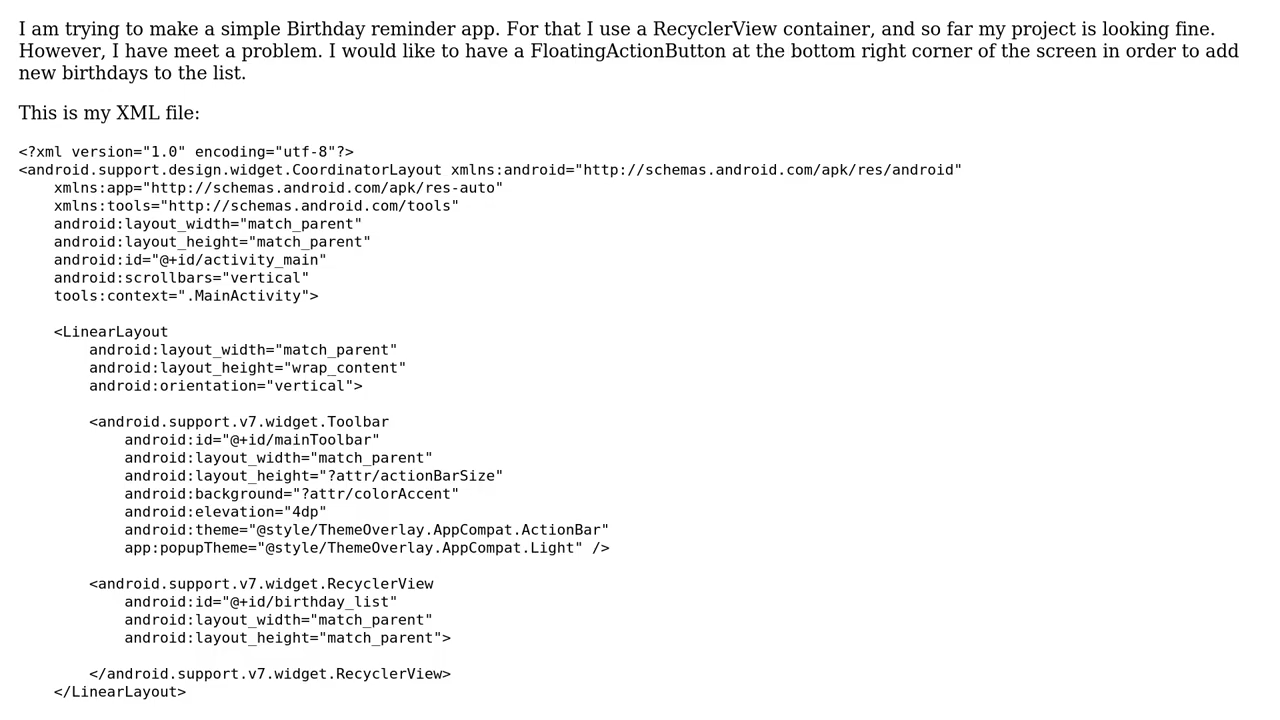 I am trying to make a simple Birthday reminder app. For that I use a RecyclerView container, and so far my project is looking fine.
However, I have meet a problem. I would like to have a FloatingActionButton at the bottom right corner of the screen in order to add
new birthdays to the list.
This is my XML file:
<?xml version="1.0" encoding="utf-8"?>
<android.support.design.widget.CoordinatorLayout xmlns:android="http://schemas.android.com/apk/res/android"
    xmlns:app="http://schemas.android.com/apk/res-auto"
    xmlns:tools="http://schemas.android.com/tools"
    android:layout_width="match_parent"
    android:layout_height="match_parent"
    android:id="@+id/activity_main"
    android:scrollbars="vertical"
    tools:context=".MainActivity">
    <LinearLayout
        android:layout_width="match_parent"
        android:layout_height="wrap_content"
        android:orientation="vertical">
        <android.support.v7.widget.Toolbar
            android:id="@+id/mainToolbar"
            android:layout_width="match_parent"
            android:layout_height="?attr/actionBarSize"
            android:background="?attr/colorAccent"
            android:elevation="4dp"
            android:theme="@style/ThemeOverlay.AppCompat.ActionBar"
            app:popupTheme="@style/ThemeOverlay.AppCompat.Light" />
        <android.support.v7.widget.RecyclerView
            android:id="@+id/birthday_list"
            android:layout_width="match_parent"
            android:layout_height="match_parent">
        </android.support.v7.widget.RecyclerView>
    </LinearLayout>